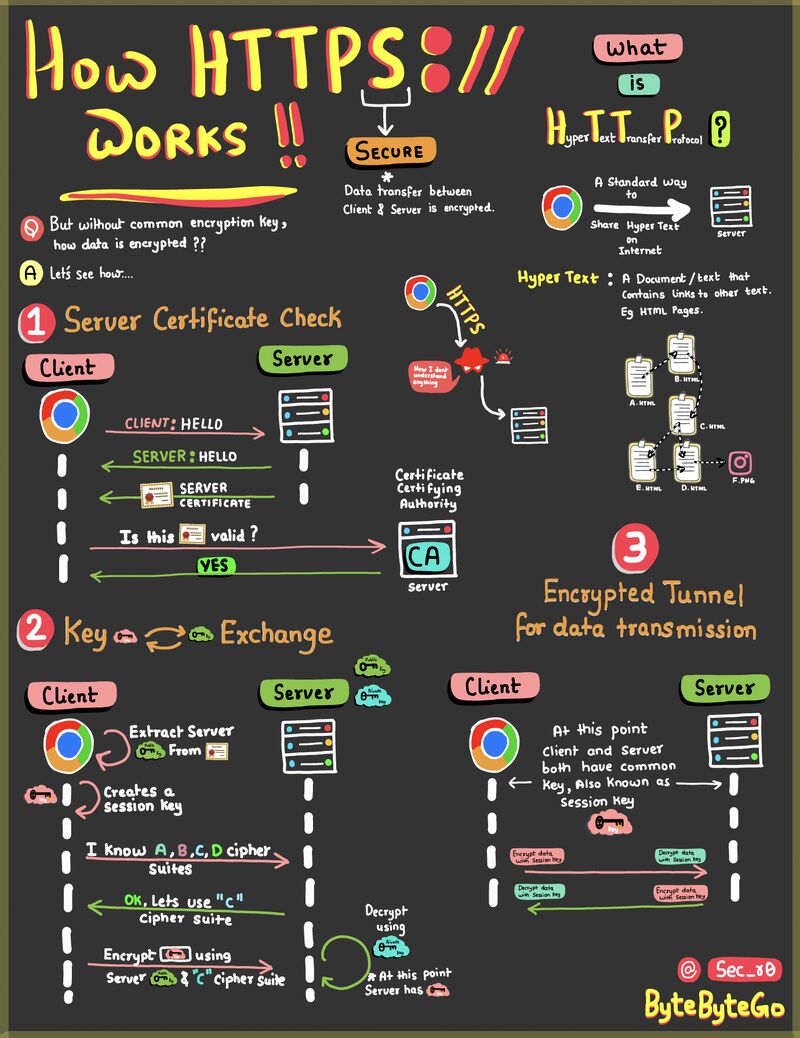 How HTTPS://
WORKS !!
SECURE
* Data transfer between
Client & Server is encrypted.
What
is
HyperText Transfer Protocol ?
A Standard way
to
Share Hyper Text
on
Internet
server
Hyper Text : A Document/text that
Contains links to other text.
Eg HTML Pages.
Q But without common encryption key,
how data is encrypted ??
A Let's see how....
HTTPS
Now I dont
understand
anything
A.HTML
B.HTML
C.HTML
E.HTML
D.HTML
F.PNG
1 Server Certificate Check
Client
Server
CLIENT: HELLO
SERVER: HELLO
SERVER
CERTIFICATE
Is this valid ?
YES
Certificate
Certifying
Authority
CA
server
2 Key Exchange
Client
Server
Public
Key
Private
Key
Extract Server
From
Creates a
session key
Key
I know A, B, C, D cipher
suites
OK, Lets use "C"
cipher suite
Encrypt using
Server & "C" cipher suite
Decrypt
using
Private
Key
* At this point
Server has
3
Encrypted Tunnel
for data transmission
Client
Server
At this point
Client and Server
both have common
Key, Also known as
Session Key
Key
Encrypt data
with Session Key
Decrypt data
with Session Key
Decrypt data
with Session Key
Encrypt data
with Session Key
@ Sec_r0
ByteByteGo